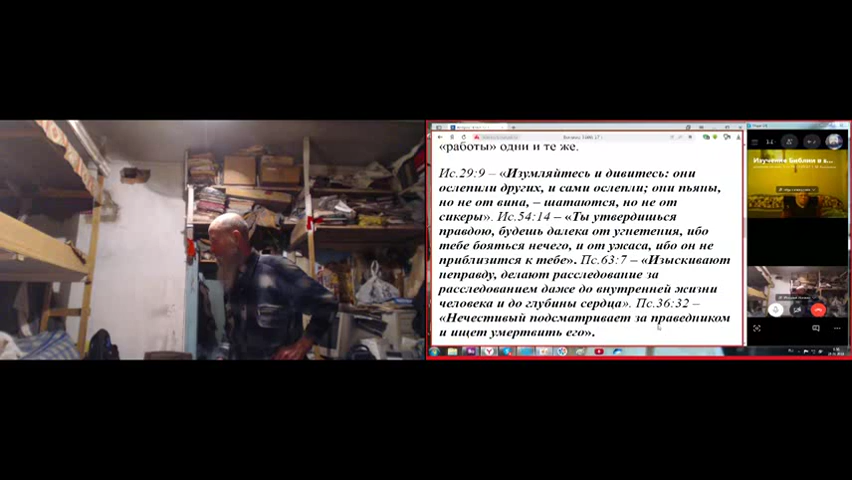 «работы» одни и те же.
Ис.29:9 – «Изумляйтесь и дивитесь: они
ослепили других, и сами ослепли; они пьяны,
но не от вина, – шатаются, но не от
сикеры». Ис.54:14 – «Ты утвердишься
правдою, будешь далека от угнетения, ибо
тебе бояться нечего, и от ужаса, ибо он не
приблизится к тебе». Пс.63:7 – «Изыскивают
неправду, делают расследование за
расследованием даже до внутренней жизни
человека и до глубины сердца». Пс.36:32 –
«Нечестивый подсматривает за праведником
и ищет умертвить его».
Изучение Библии в в...